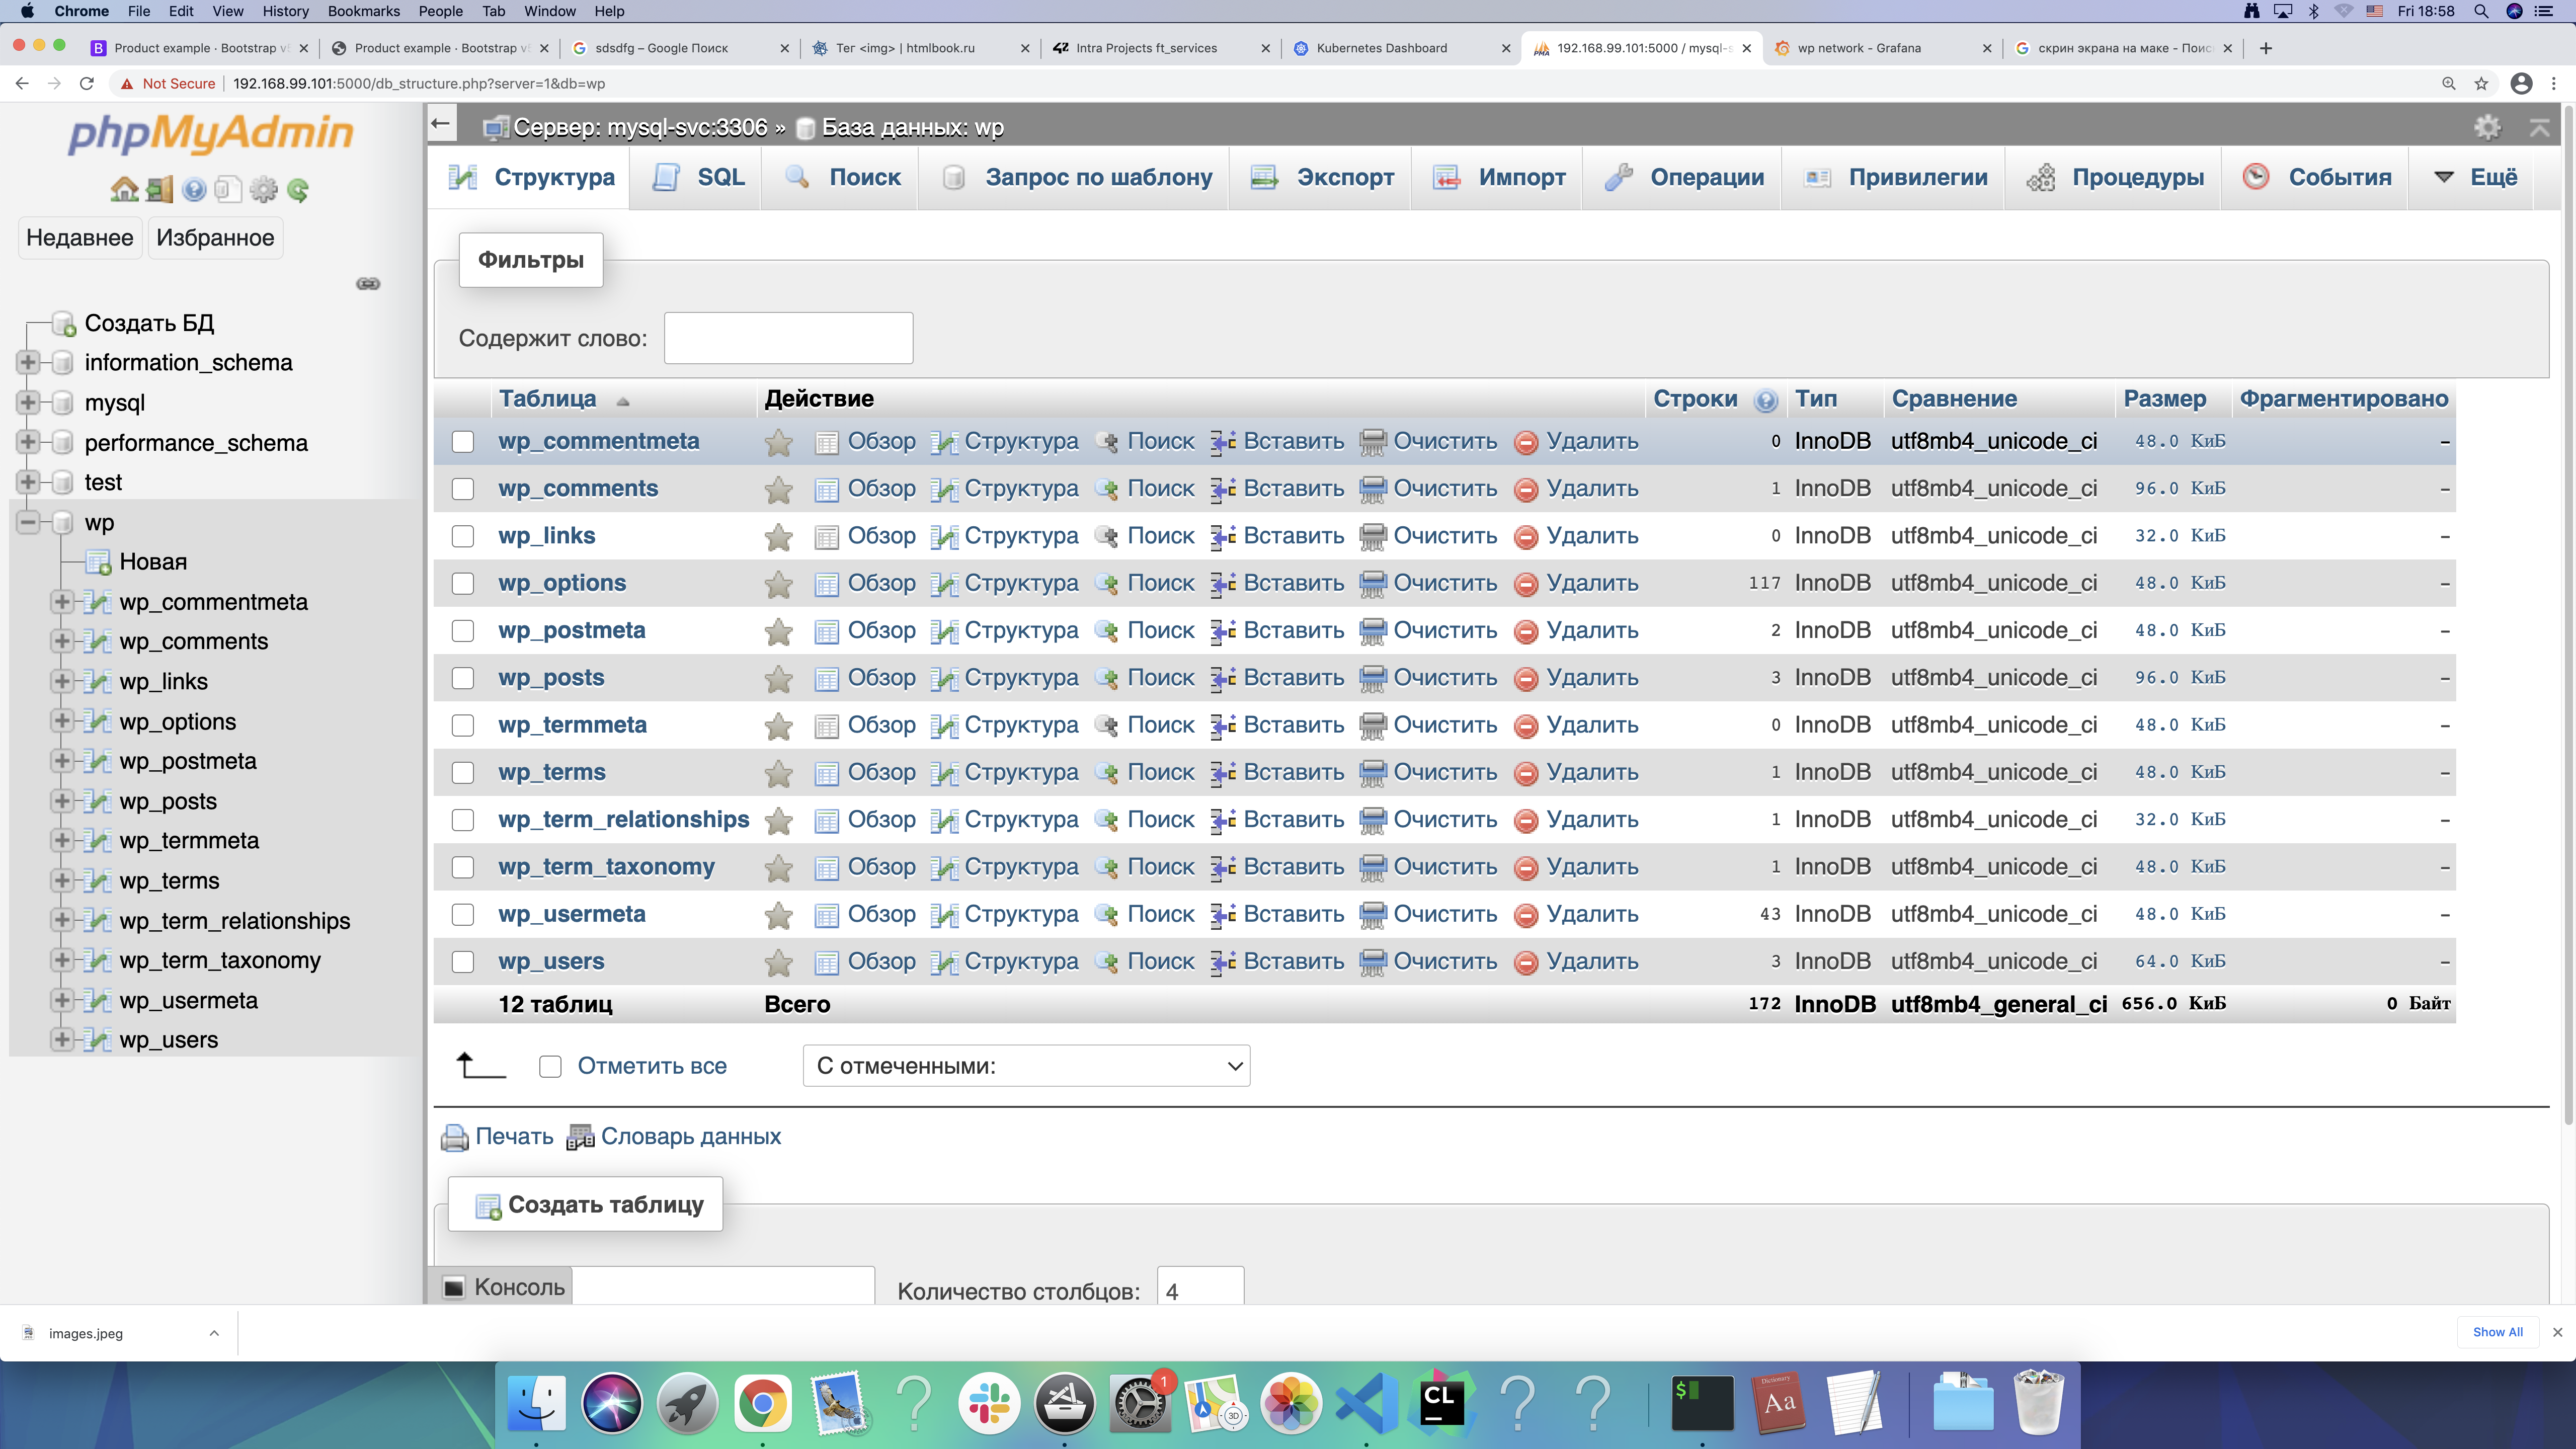 Chrome File Edit View History Bookmarks People Tab Window Help Fri 18:58
Product example · Bootstrap v Product example · Bootstrap v sdsdfg – Google Поиск Тег <img> | htmlbook.ru Intra Projects ft_services Kubernetes Dashboard 192.168.99.101:5000 / mysql-s wp network - Grafana скрин экрана на маке - Поис
Not Secure 192.168.99.101:5000/db_structure.php?server=1&db=wp
phpMyAdmin
Недавнее Избранное
Создать БД
information_schema
mysql
performance_schema
test
wp
Новая
wp_commentmeta
wp_comments
wp_links
wp_options
wp_postmeta
wp_posts
wp_termmeta
wp_terms
wp_term_relationships
wp_term_taxonomy
wp_usermeta
wp_users
Сервер: mysql-svc:3306 » База данных: wp
Структура SQL Поиск Запрос по шаблону Экспорт Импорт Операции Привилегии Процедуры События Ещё
Фильтры
Содержит слово:
Таблица Действие Строки Тип Сравнение Размер Фрагментировано
wp_commentmeta Обзор Структура Поиск Вставить Очистить Удалить 0 InnoDB utf8mb4_unicode_ci 48.0 КиБ –
wp_comments Обзор Структура Поиск Вставить Очистить Удалить 1 InnoDB utf8mb4_unicode_ci 96.0 КиБ –
wp_links Обзор Структура Поиск Вставить Очистить Удалить 0 InnoDB utf8mb4_unicode_ci 32.0 КиБ –
wp_options Обзор Структура Поиск Вставить Очистить Удалить 117 InnoDB utf8mb4_unicode_ci 48.0 КиБ –
wp_postmeta Обзор Структура Поиск Вставить Очистить Удалить 2 InnoDB utf8mb4_unicode_ci 48.0 КиБ –
wp_posts Обзор Структура Поиск Вставить Очистить Удалить 3 InnoDB utf8mb4_unicode_ci 96.0 КиБ –
wp_termmeta Обзор Структура Поиск Вставить Очистить Удалить 0 InnoDB utf8mb4_unicode_ci 48.0 КиБ –
wp_terms Обзор Структура Поиск Вставить Очистить Удалить 1 InnoDB utf8mb4_unicode_ci 48.0 КиБ –
wp_term_relationships Обзор Структура Поиск Вставить Очистить Удалить 1 InnoDB utf8mb4_unicode_ci 32.0 КиБ –
wp_term_taxonomy Обзор Структура Поиск Вставить Очистить Удалить 1 InnoDB utf8mb4_unicode_ci 48.0 КиБ –
wp_usermeta Обзор Структура Поиск Вставить Очистить Удалить 43 InnoDB utf8mb4_unicode_ci 48.0 КиБ –
wp_users Обзор Структура Поиск Вставить Очистить Удалить 3 InnoDB utf8mb4_unicode_ci 64.0 КиБ –
12 таблиц Всего 172 InnoDB utf8mb4_general_ci 656.0 КиБ 0 Байт
Отметить все С отмеченными:
Печать Словарь данных
Создать таблицу
Консоль Количество столбцов: 4
images.jpeg Show All
1 3D CL $ Dictionary Aa